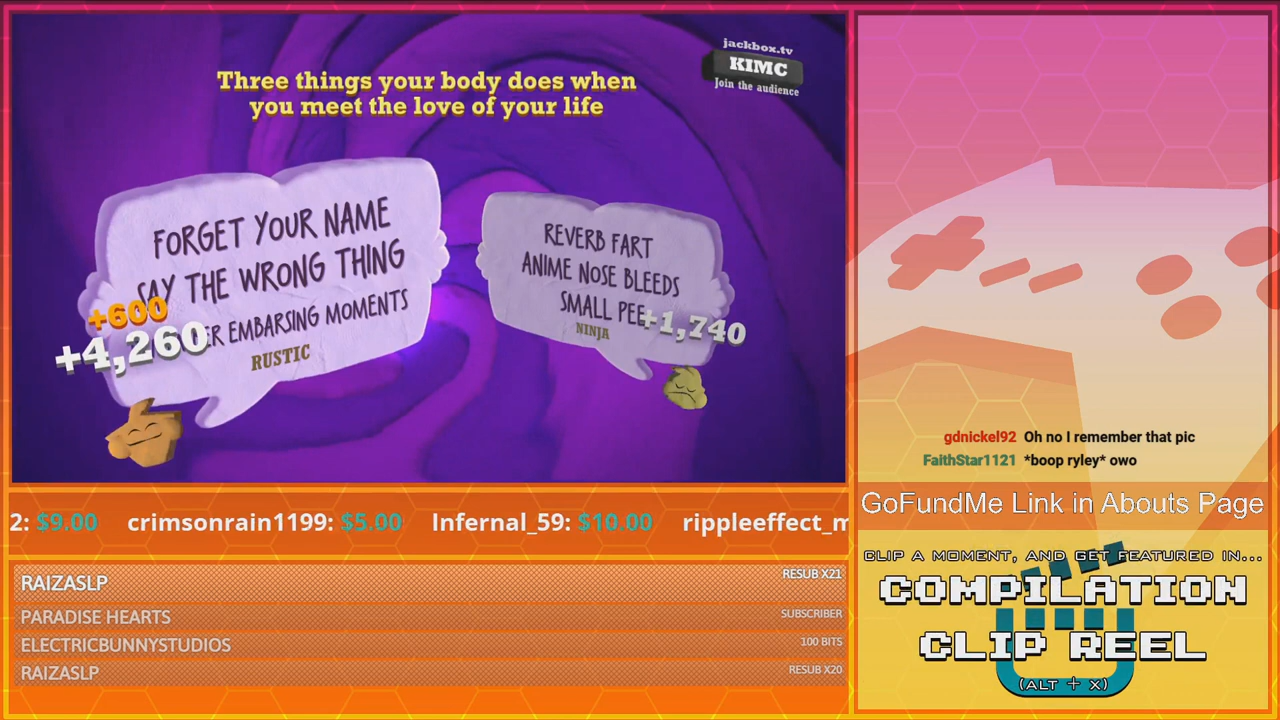 jackbox.tv
KIMC
Join the audience
Three things your body does when
you meet the love of your life
FORGET YOUR NAME
SAY THE WRONG THING
EMBARSING MOMENTS
RUSTIC
+600
+4,260
REVERB FART
ANIME NOSE BLEEDS
SMALL PEE
NINJA
+1,740
gdnickel92 Oh no I remember that pic
FaithStar1121 *boop ryley* owo
GoFundMe Link in Abouts Page
2: $9.00 crimsonrain1199: $5.00 Infernal_59: $10.00 rippleeffect_m
RAIZASLP RESUB X21
PARADISE HEARTS SUBSCRIBER
ELECTRICBUNNYSTUDIOS 100 BITS
RAIZASLP RESUB X20
CLIP A MOMENT, AND GET FEATURED IN...
COMPILATION
CLIP REEL
(ALT + X)